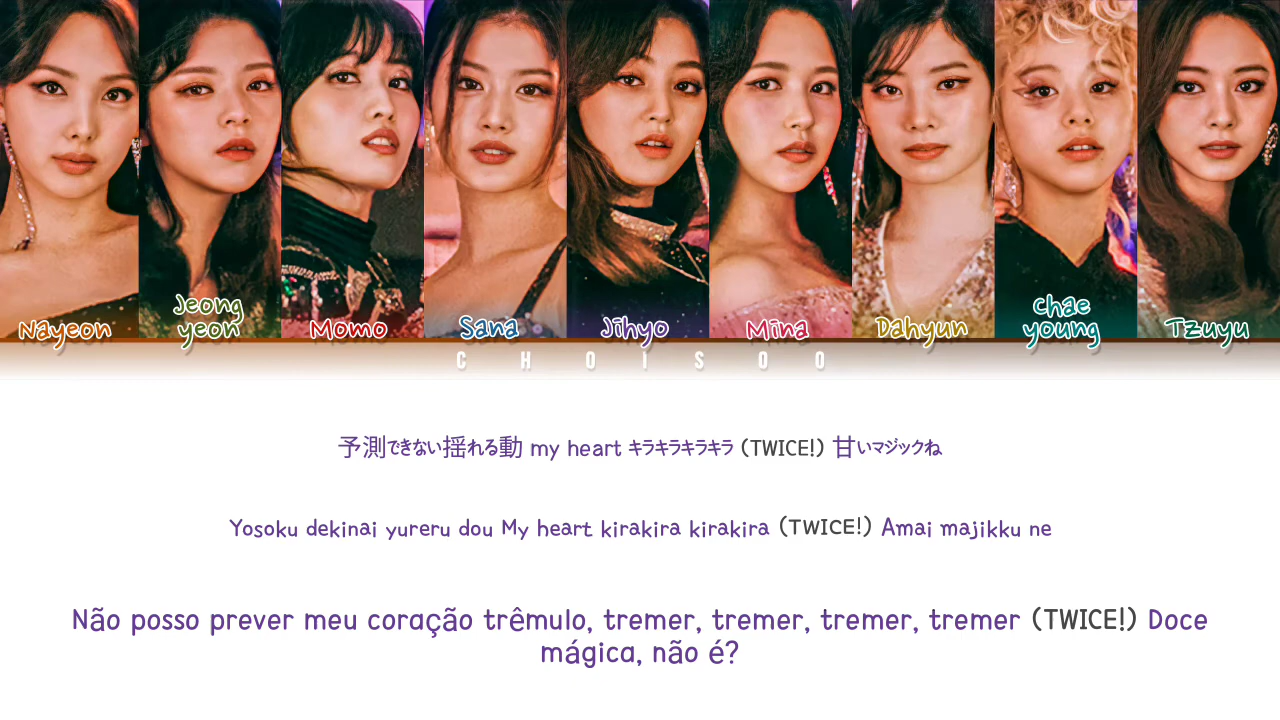 Nayeon
Jeong
yeon
Momo
Sana
Jihyo
Mina
Dahyun
Chae
young
Tzuyu
CHOISOO
予測できない揺れる動 my heart キラキラキラキラ (TWICE!) 甘いマジックね
Yosoku dekinai yureru dou My heart kirakira kirakira (TWICE!) Amai majikku ne
Não posso prever meu coração trêmulo, tremer, tremer, tremer, tremer (TWICE!) Doce
mágica, não é?